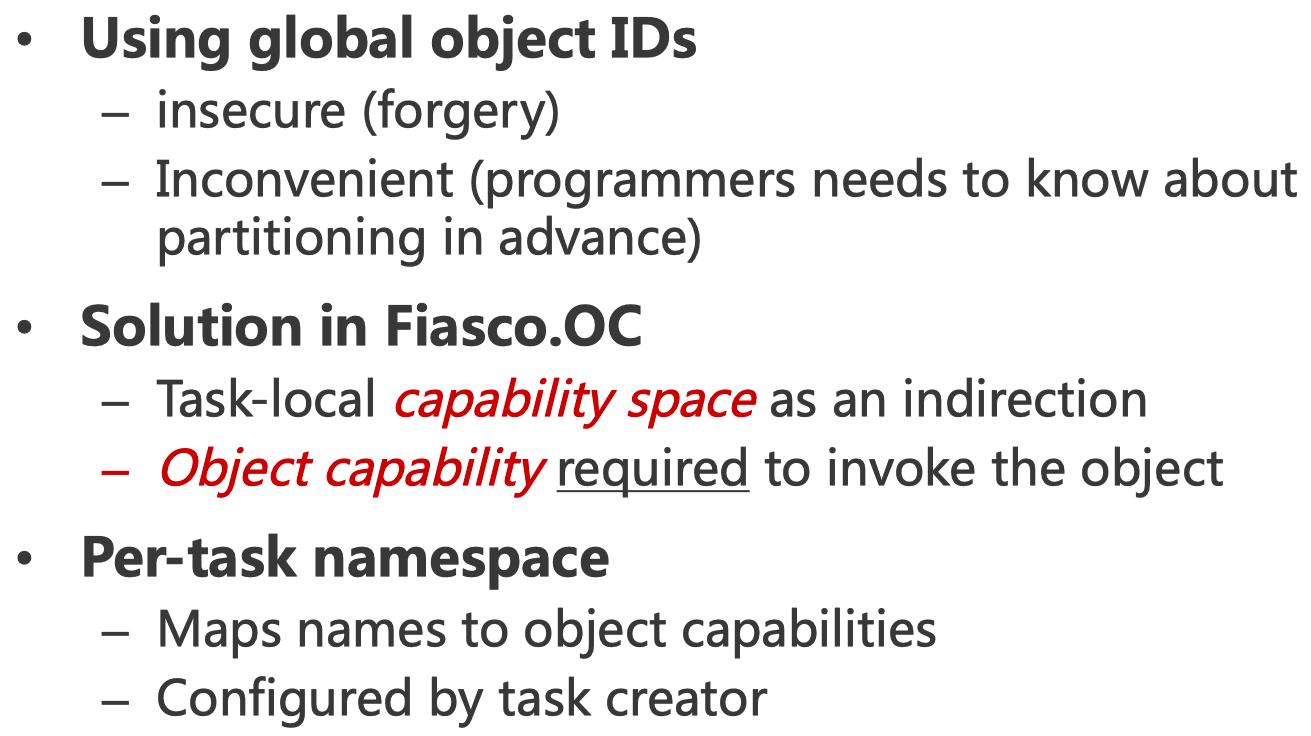 • Using global object IDs
– insecure (forgery)
– Inconvenient (programmers needs to know about
partitioning in advance)
• Solution in Fiasco.OC
– Task-local capability space as an indirection
– Object capability required to invoke the object
• Per-task namespace
– Maps names to object capabilities
– Configured by task creator